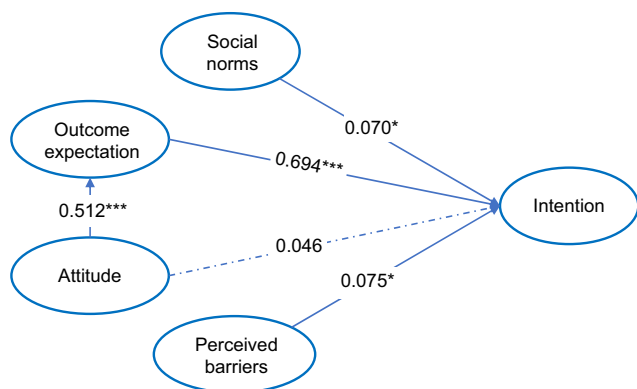 Social
norms
0.070*
Outcome
expectation
0.694***
0.512***
Intention
0.046
Attitude
0.075*
Perceived
barriers